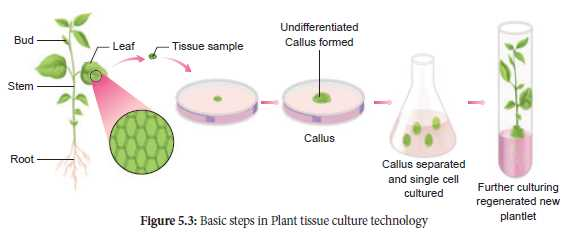 Bud
Leaf
Tissue sample
Stem
Root
Undifferentiated
Callus formed
Callus
Callus separated
and single cell
cultured
Further culturing
regenerated new
plantlet
Figure 5.3: Basic steps in Plant tissue culture technology